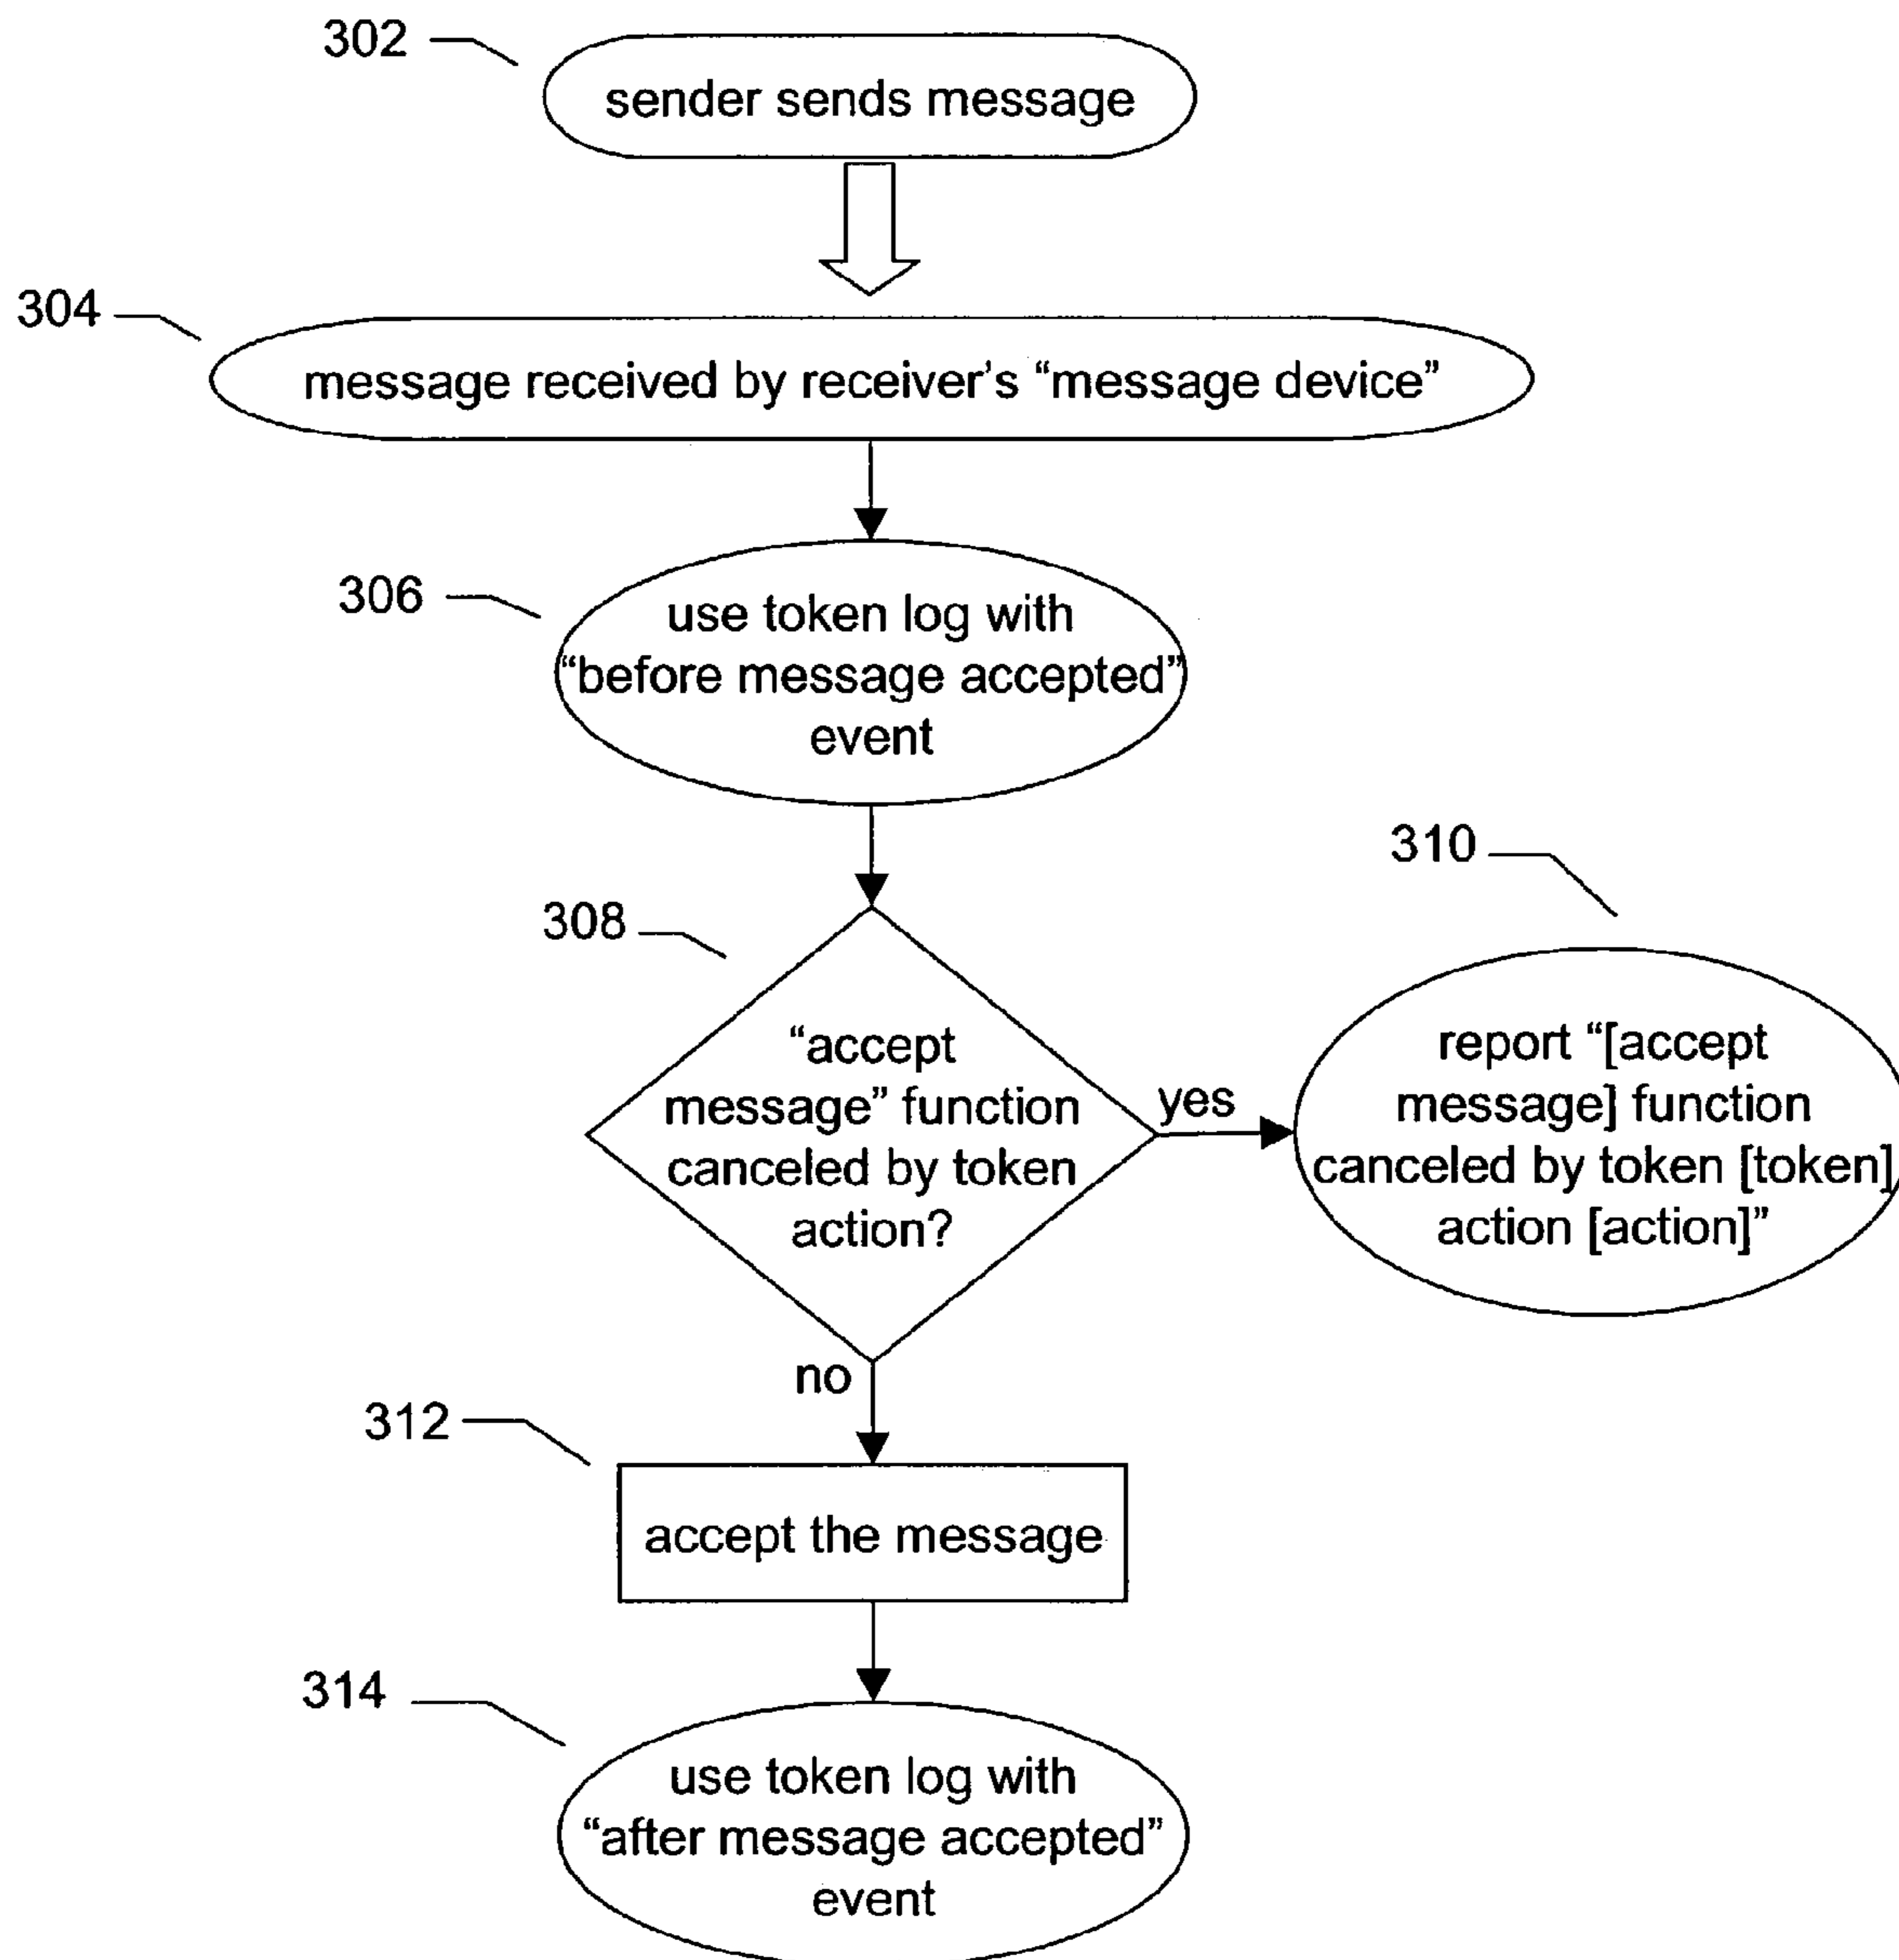 302
sender sends message
304
message received by receiver's “message device”
306
use token log with
“before message accepted”
event
308
“accept
message” function
canceled by token
action?
yes
310
report “[accept
message] function
canceled by token [token]
action [action]”
no
312
accept the message
314
use token log with
“after message accepted”
event